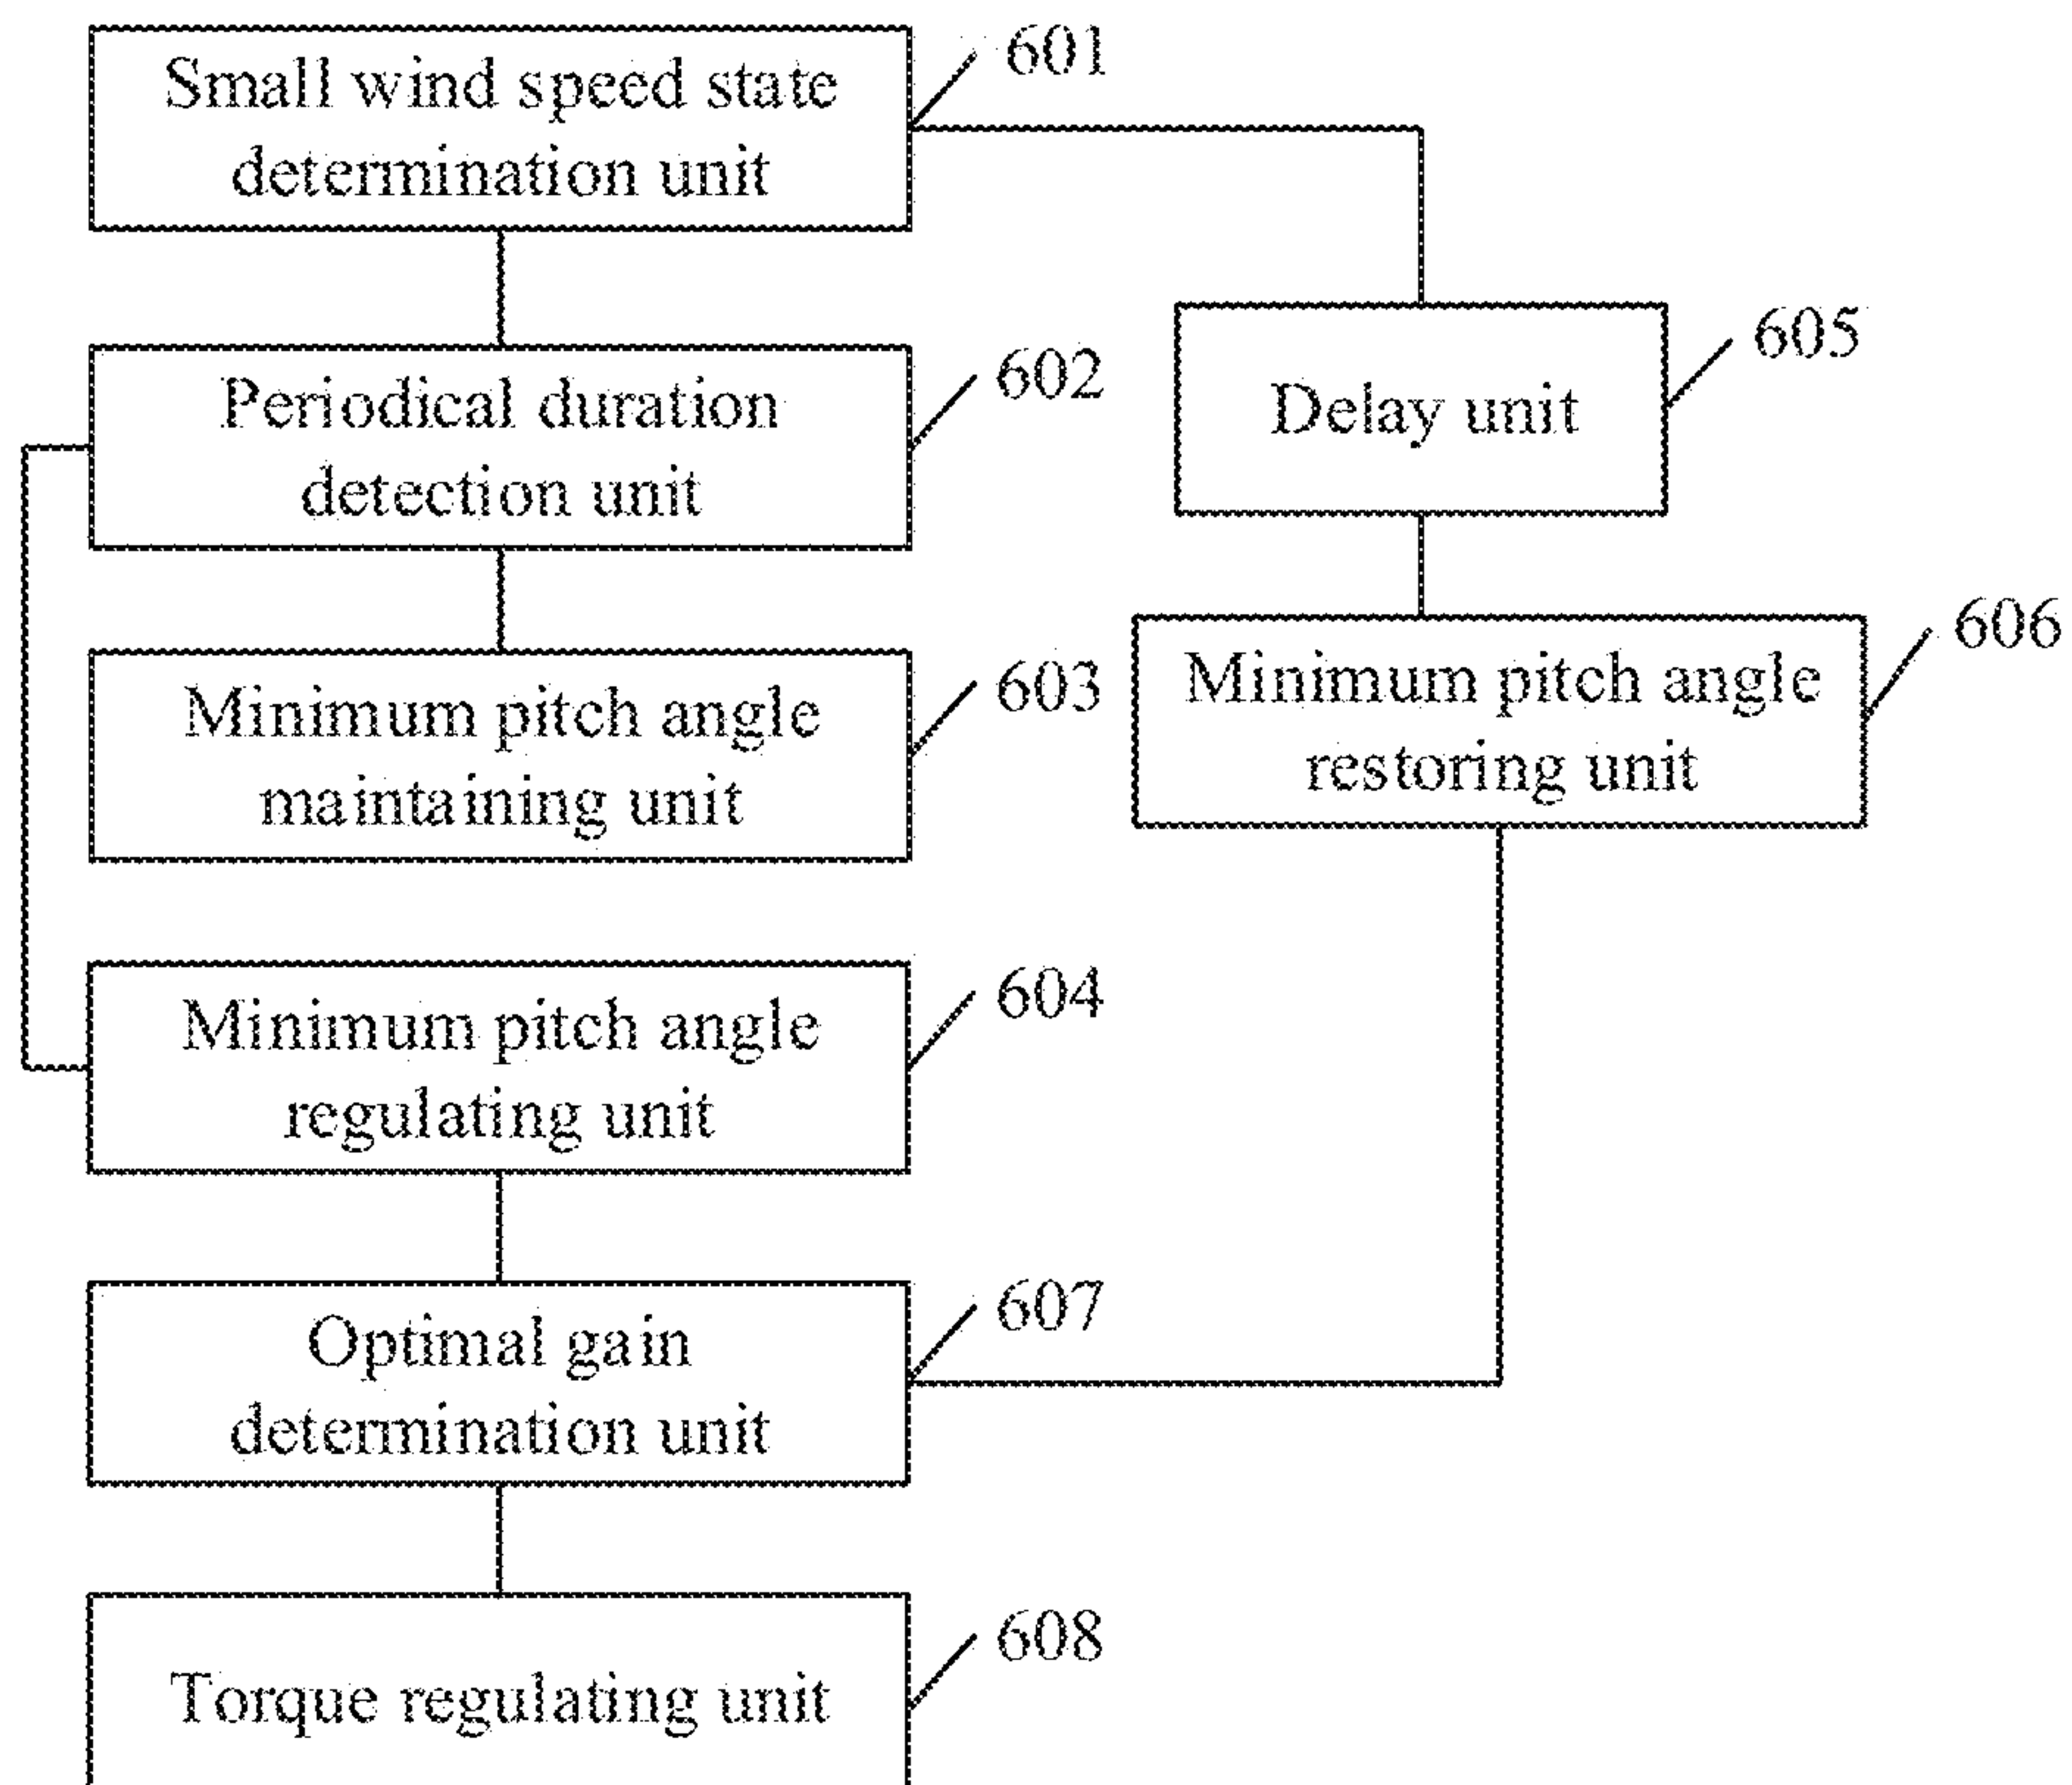 Small wind speed state
determination unit
601
Periodical duration
detection unit
602
Delay unit
605
Minimum pitch angle
maintaining unit
603
Minimum pitch angle
restoring unit
606
Minimum pitch angle
regulating unit
604
Optimal gain
determination unit
607
Torque regulating unit
608